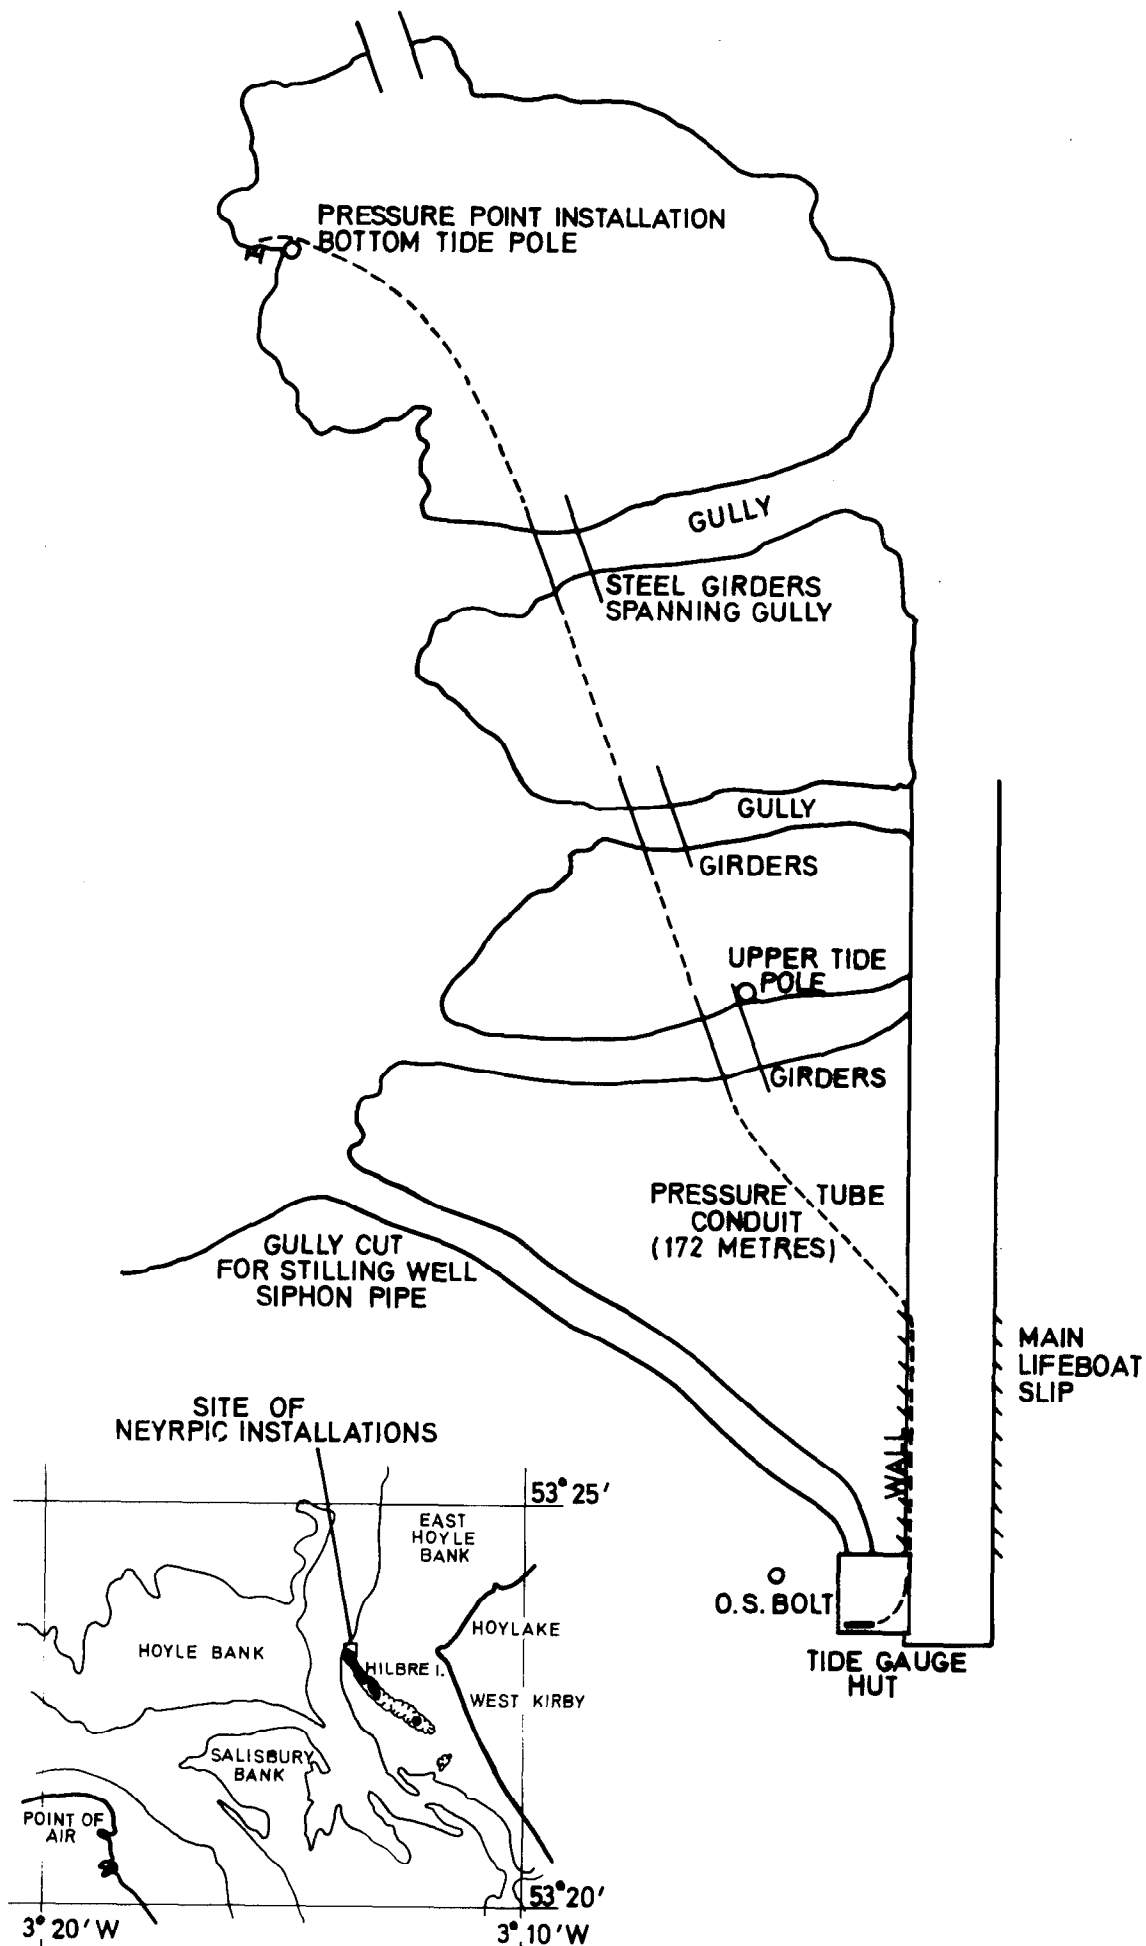 PRESSURE POINT INSTALLATION
BOTTOM TIDE POLE
GULLY
STEEL GIRDERS
SPANNING GULLY
GULLY
GIRDERS
UPPER TIDE
POLE
GIRDERS
PRESSURE TUBE
CONDUIT
(172 METRES)
GULLY CUT
FOR STILLING WELL
SIPHON PIPE
MAIN
LIFEBOAT
SLIP
WALL
SITE OF
NEYRPIC INSTALLATIONS
53° 25'
EAST
HOYLE
BANK
O.S. BOLT
HOYLAKE
HOYLE BANK
HILBRE I.
TIDE GAUGE
HUT
WEST KIRBY
SALISBURY
BANK
POINT OF
AIR
53° 20'
3° 20' W
3° 10' W